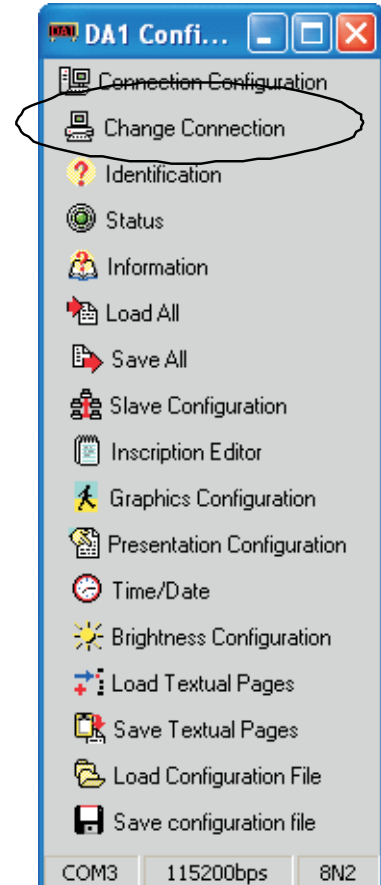 DA1 DA1 Confi...
Connection Configuration
Change Connection
Identification
Status
Information
Load All
Save All
Slave Configuration
Inscription Editor
Graphics Configuration
Presentation Configuration
Time/Date
Brightness Configuration
Load Textual Pages
Save Textual Pages
Load Configuration File
Save configuration file
COM3 115200bps 8N2